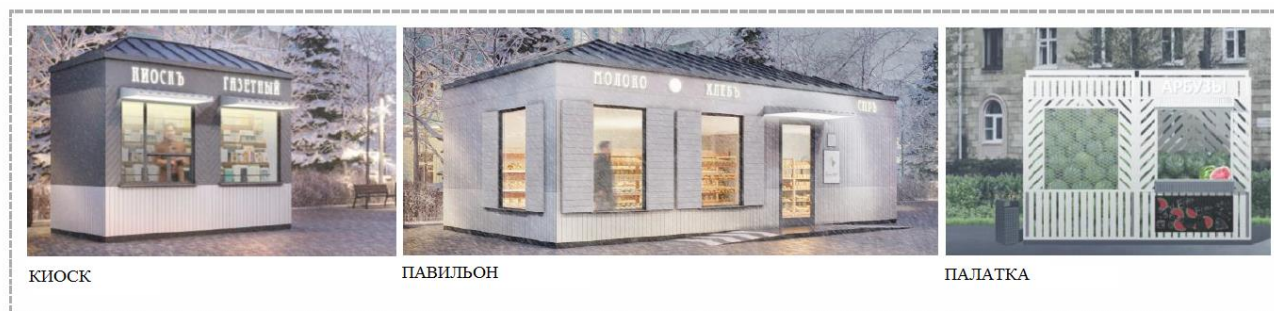 КИОСКЪ ГАЗЕТНЫЙ
МОЛОКО ХЛЕБЪ СЫРЪ
АРБУЗЫ
КИОСК
ПАВИЛЬОН
ПАЛАТКА